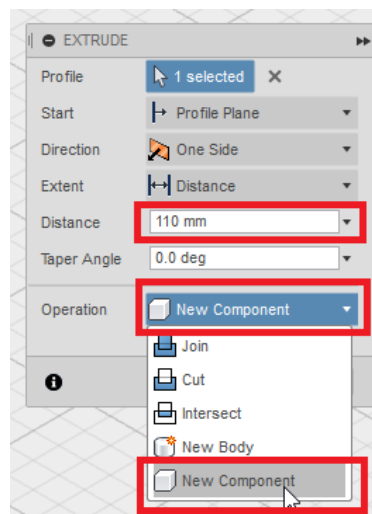 EXTRUDE
Profile 1 selected
Start Profile Plane
Direction One Side
Extent Distance
Distance 110 mm
Taper Angle 0.0 deg
Operation New Component
Join
Cut
Intersect
New Body
New Component